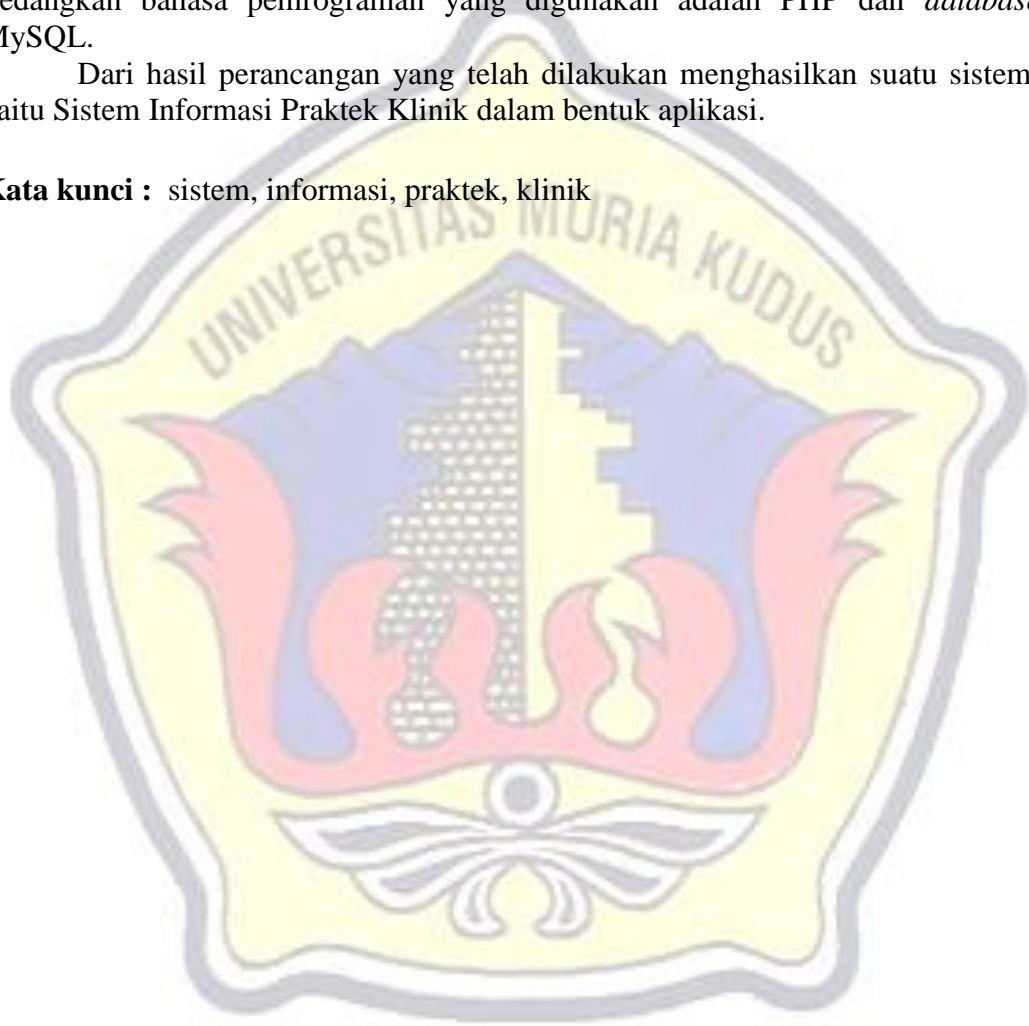 edangkan bahasa pemrograman yang digunakan adalah PHP dan database
MySQL.
Dari hasil perancangan yang telah dilakukan menghasilkan suatu sistem
aitu Sistem Informasi Praktek Klinik dalam bentuk aplikasi.
Kata kunci : sistem, informasi, praktek, klinik
UNIVERSITAS MURIA KUDUS